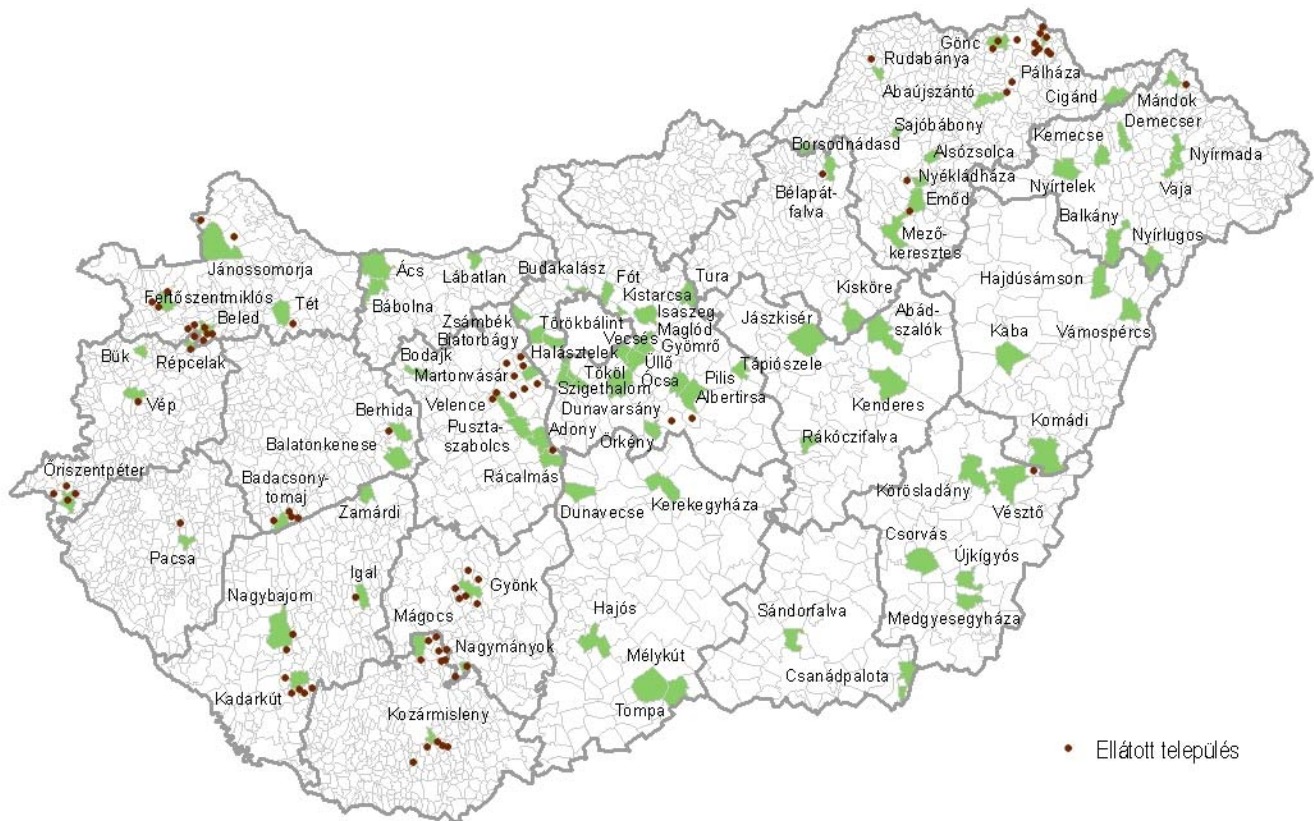 Gönc
Rudabánya
Pálháza
Abaújszántó
Cigánd
Mándok
Demecser
Sajóbábony
Kemecse
Borsodnádasd
Alsózsolca
Nyírmada
Nyékládháza
Bélapát-
falva
Nyírtelek
Vaja
Emőd
Balkány
Mező-
keresztes
Nyírlugos
Jánossomorja
Ács
Lábatlan
Budakalász
Fót
Tura
Hajdúsámson
Kisköre
Abád-
szalók
Fertőszentmiklós
Tét
Bábolna
Kistarcsa
Isaszeg
Beled
Zsámbék
Törökbálint
Maglód
Jászkisér
Kaba
Vámospércs
Biatorbágy
Vecsés
Gyömrő
Bük
Répcelak
Bodajk
Halásztelek
Üllő
Tápiószele
Martonvásár
Tököl
Ócsa
Pilis
Szigethalom
Albertirsa
Vép
Velence
Dunavarsány
Kenderes
Berhida
Puszta-
szabolcs
Adony
Örkény
Komádi
Balatonkenese
Rákóczifalva
Őriszentpéter
Badacsony-
tomaj
Rácalmás
Körösladány
Zamárdi
Dunavecse
Kerekegyháza
Vésztő
Pacsa
Csorvás
Újkígyós
Igal
Gyönk
Nagybajom
Hajós
Sándorfalva
Mágocs
Medgyesegyháza
Nagymányok
Mélykút
Csanádpalota
Kadarkút
Tompa
Kozármisleny
Ellátott település